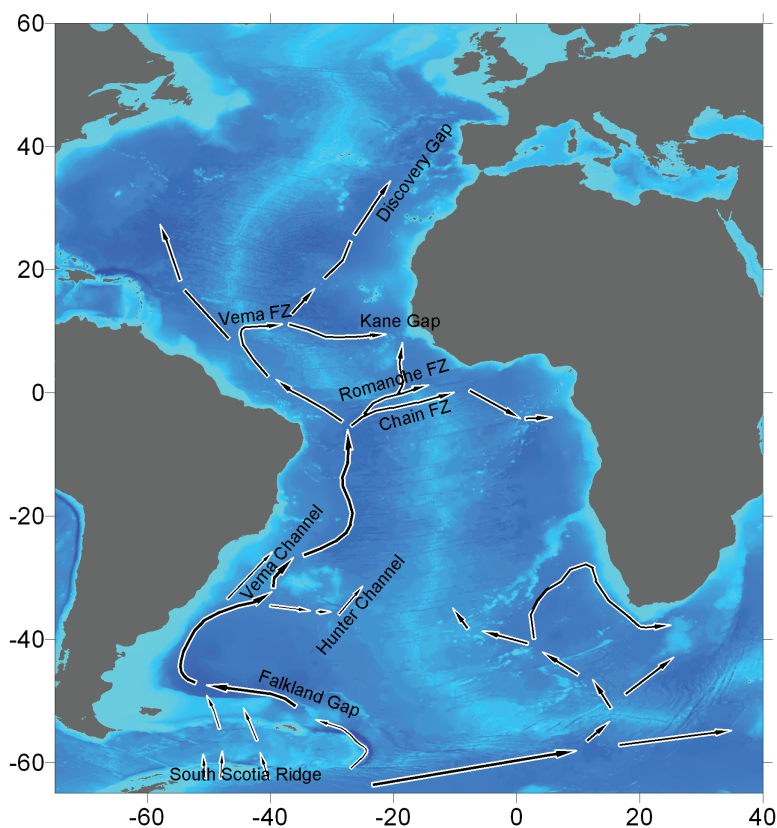 60
40
20
0
-20
-40
-60
Discovery Gap
Vema FZ
Kane Gap
Romanche FZ
Chain FZ
Vema Channel
Hunter Channel
Falkland Gap
South Scotia Ridge
-60
-40
-20
0
20
40